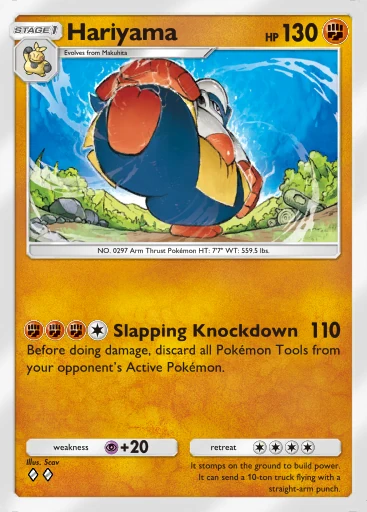 STAGE 1
Hariyama
HP 130
Evolves from Makuhita
NO. 0297 Arm Thrust Pokémon HT: 7'7" WT: 559.5 lbs.
Slapping Knockdown 110
Before doing damage, discard all Pokémon Tools from
your opponent's Active Pokémon.
weakness +20
retreat
Illus. Scav
It stomps on the ground to build power.
It can send a 10-ton truck flying with a
straight-arm punch.